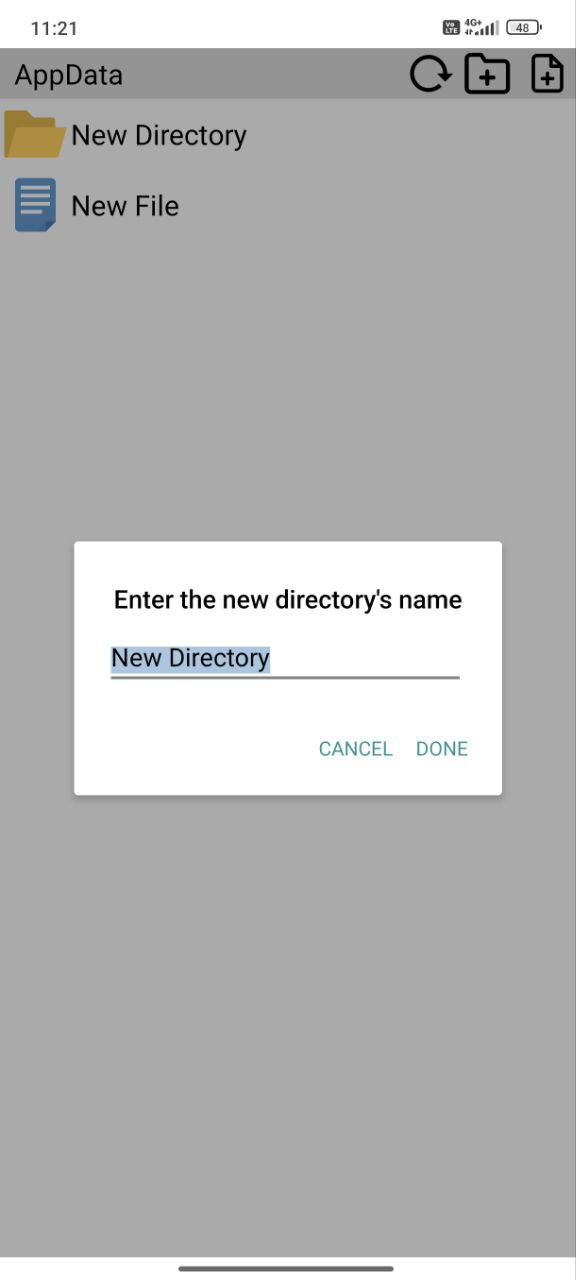 11:21
Vo LTE 4G+ 48
AppData
New Directory
New File
Enter the new directory's name
New Directory
CANCEL DONE